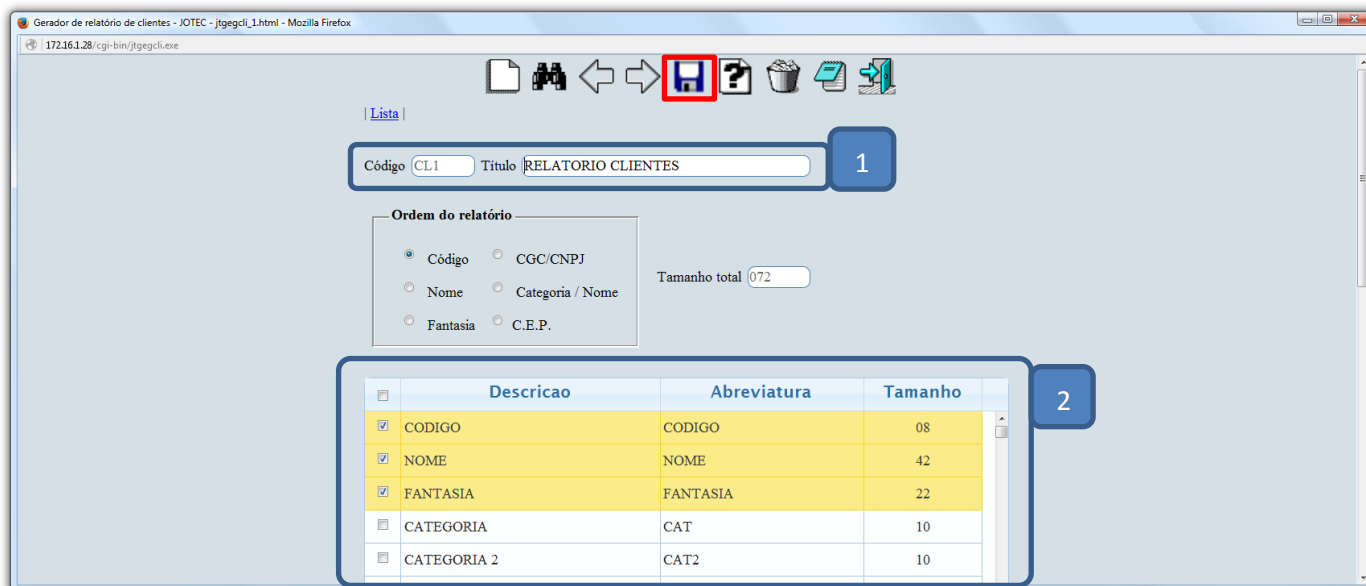 Gerador de relatório de clientes - JOTEC - jtgegcli_1.html - Mozilla Firefox
172.16.1.28/cgi-bin/jtgegcli.exe
| Lista |
Código CL1 Título RELATORIO CLIENTES 1
Ordem do relatório
Código CGC/CNPJ
Tamanho total 072
Nome Categoria / Nome
Fantasia C.E.P.
Descricao Abreviatura Tamanho
2
CODIGO CODIGO 08
NOME NOME 42
FANTASIA FANTASIA 22
CATEGORIA CAT 10
CATEGORIA 2 CAT2 10